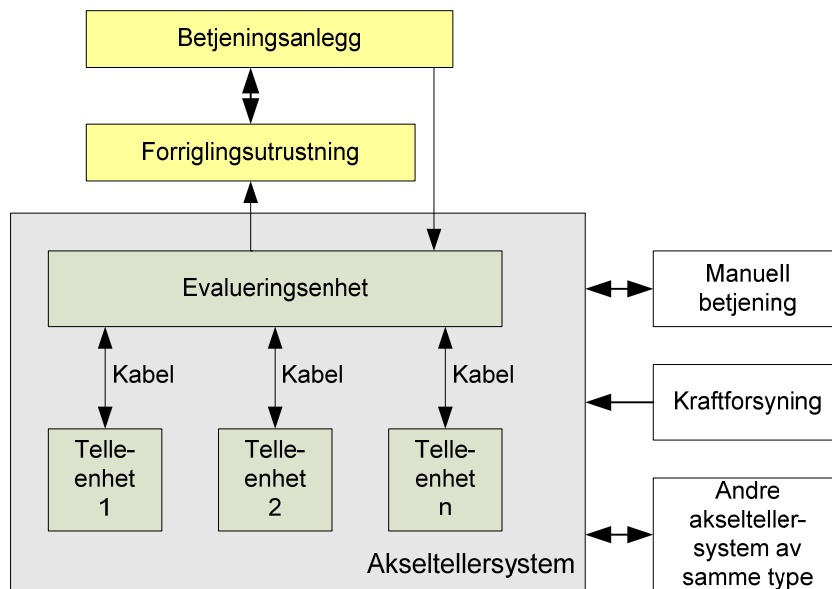 Betjeningsanlegg
Forriglingsutrustning
Evalueringsenhet
Manuell
betjening
Kabel
Kabel
Kabel
Kraftforsyning
Telle-
enhet
1
Telle-
enhet
2
Telle-
enhet
n
Andre
akselteller-
system av
samme type
Akseltellersystem